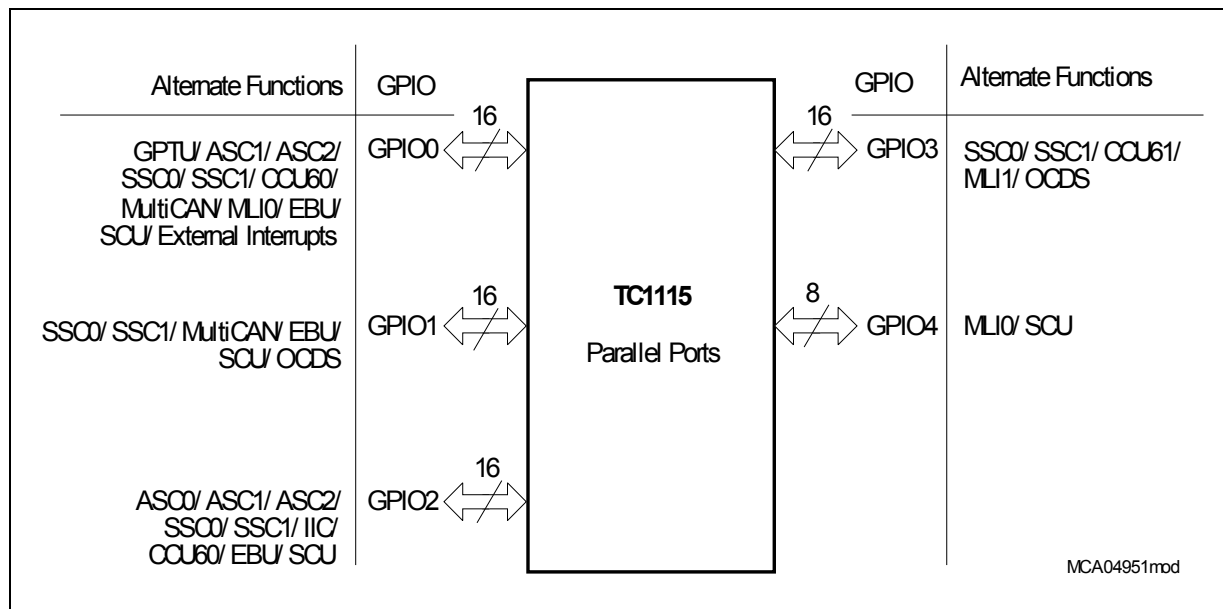 Alternate Functions
GPIO
GPTU/ ASC1/ ASC2/
SSC0/ SSC1/ CCU60/
MultiCAN/ MLI0/ EBU/
SCU/ External Interrupts
GPIO0
16
SSC0/ SSC1/ MultiCAN/ EBU/
SCU/ OCDS
GPIO1
16
ASC0/ ASC1/ ASC2/
SSC0/ SSC1/ IIC/
CCU60/ EBU/ SCU
GPIO2
16
TC1115
Parallel Ports
GPIO
Alternate Functions
16
GPIO3
SSC0/ SSC1/ CCU61/
MLI1/ OCDS
8
GPIO4
MLI0/ SCU
MCA04951mod